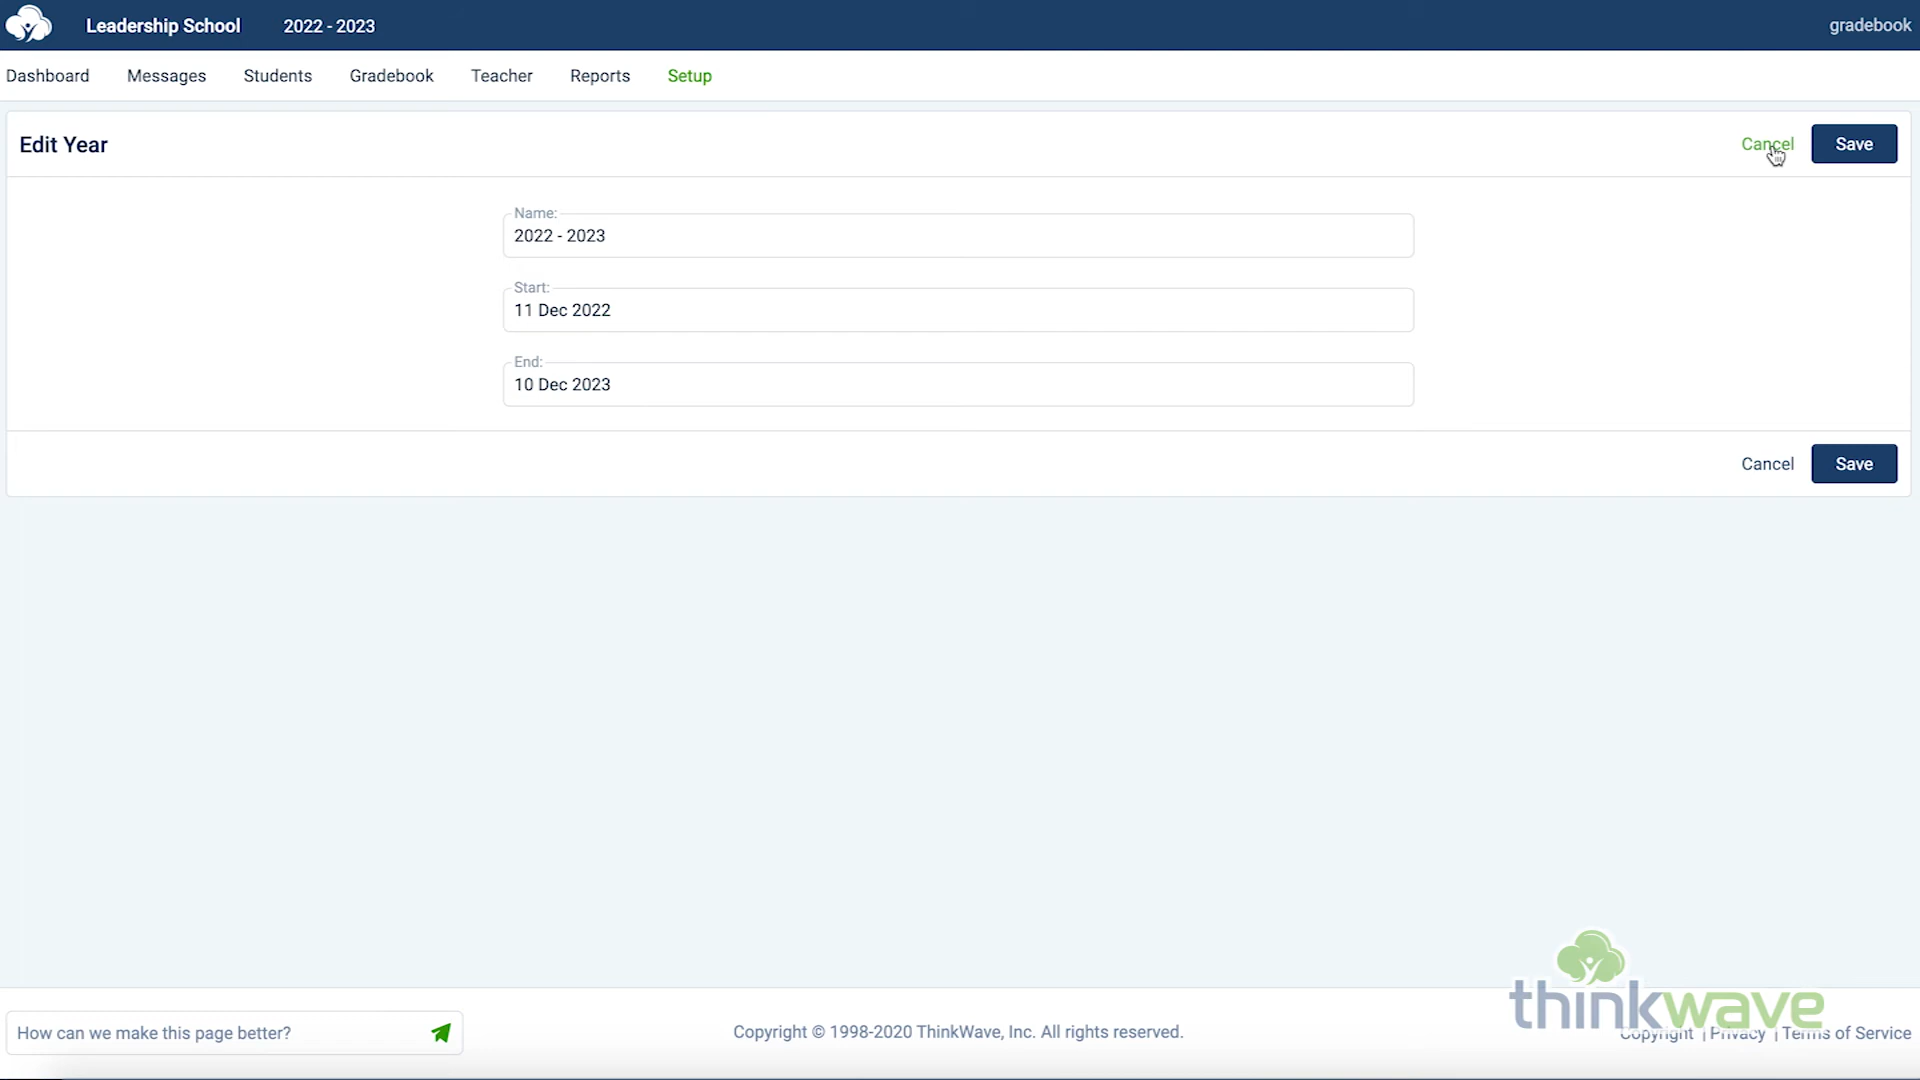 Leadership School 2022 - 2023 gradebook
Dashboard Messages Students Gradebook Teacher Reports Setup
Edit Year Cancel Save
Name:
2022 - 2023
Start:
11 Dec 2022
End:
10 Dec 2023
Cancel Save
thinkwave
How can we make this page better? Copyright © 1998-2020 ThinkWave, Inc. All rights reserved. Copyright | Privacy | Terms of Service